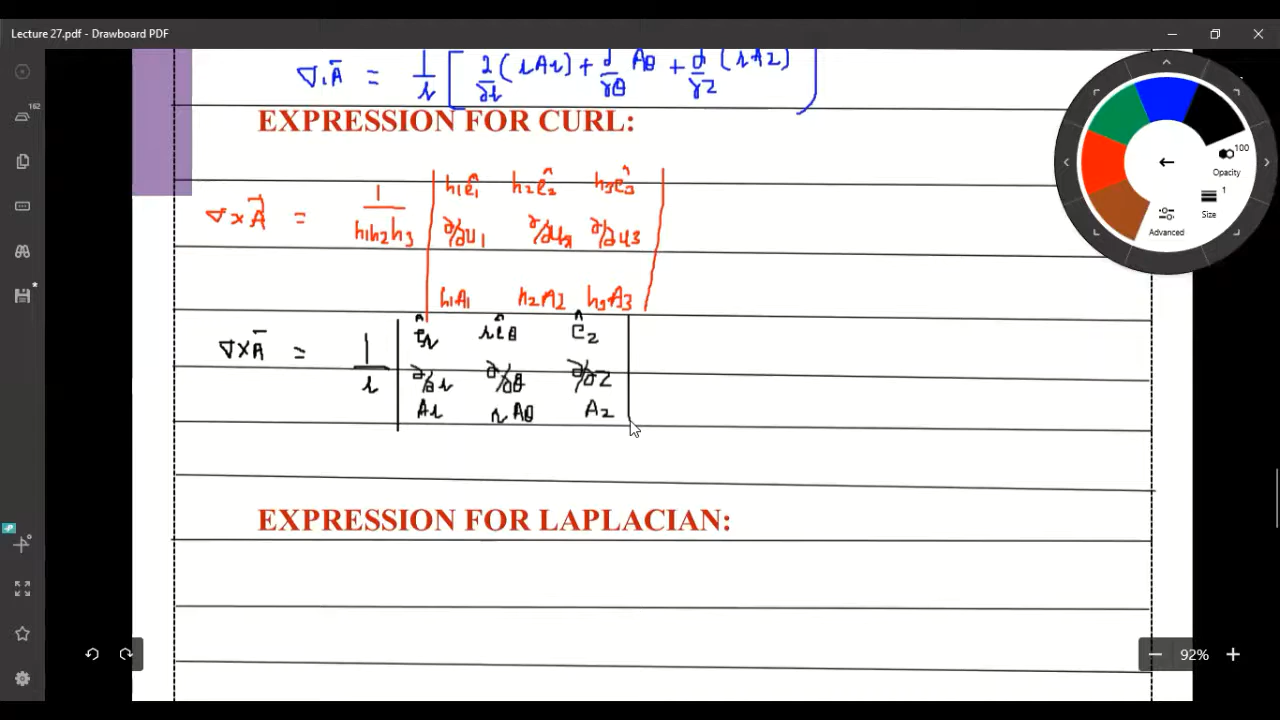 Lecture 27.pdf - Drawboard PDF
∇.Ā = 1/r [ ∂/∂r (rAr) + ∂/∂θ Aθ + ∂/∂z (rAz) ]
EXPRESSION FOR CURL:
h₁ê₁ h₂ê₂ h₃ê₃
∇×A⃗ = 1/h₁h₂h₃ ∂/∂u₁ ∂/∂u₂ ∂/∂u₃
h₁A₁ h₂A₂ h₃A₃
êr rêθ êz
∇×Ā = 1/r ∂/∂r ∂/∂θ ∂/∂z
Ar rAθ Az
EXPRESSION FOR LAPLACIAN:
162
100
Opacity
1
Size
Advanced
92%